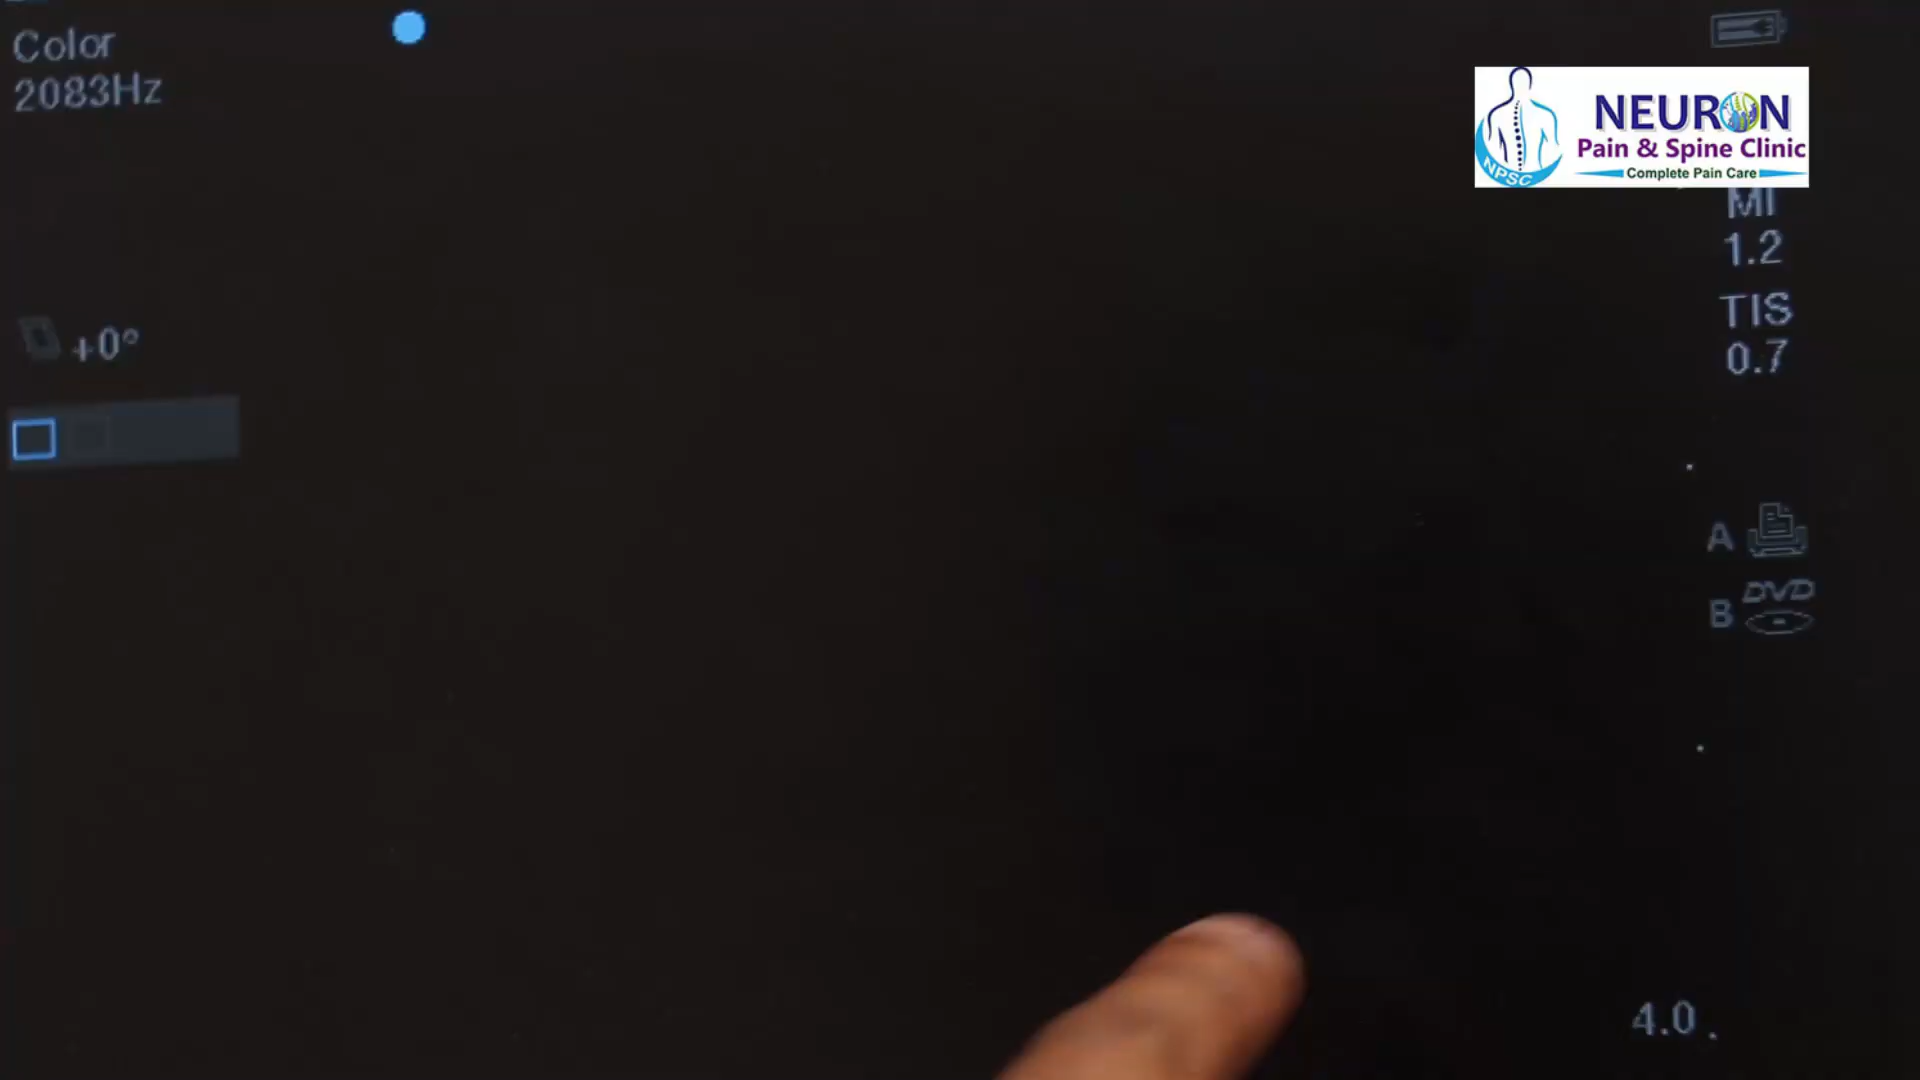 Color
2083Hz
NEURON
Pain & Spine Clinic
Complete Pain Care
NPSC
MI
1.2
TIS
0.7
+0°
A
DVD
B
4.0